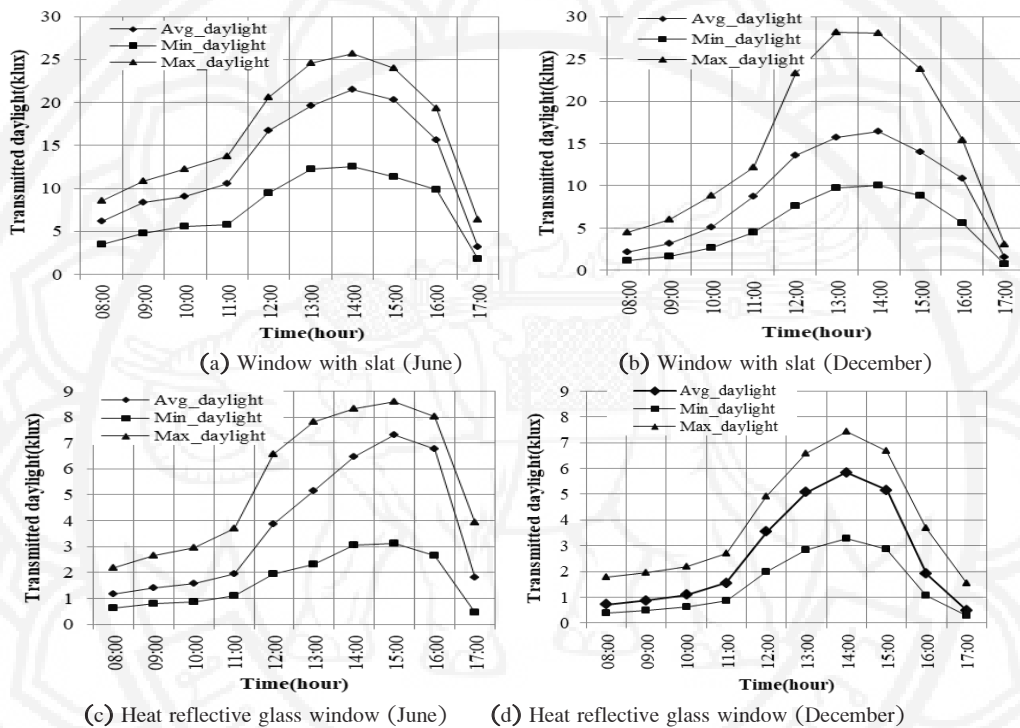 30
25
20
15
10
5
0
Transmitted daylight(klux)
Avg_daylight
Min_daylight
Max_daylight
08:00 09:00 10:00 11:00 12:00 13:00 14:00 15:00 16:00 17:00
Time(hour)
(a) Window with slat (June)
30
25
20
15
10
5
0
Transmitted daylight(klux)
Avg_daylight
Min_daylight
Max_daylight
08:00 09:00 10:00 11:00 12:00 13:00 14:00 15:00 16:00 17:00
Time(hour)
(b) Window with slat (December)
9
8
7
6
5
4
3
2
1
0
Transmitted daylight(klux)
Avg_daylight
Min_daylight
Max_daylight
08:00 09:00 10:00 11:00 12:00 13:00 14:00 15:00 16:00 17:00
Time(hour)
(c) Heat reflective glass window (June)
9
8
7
6
5
4
3
2
1
0
Transmitted daylight(klux)
Avg_daylight
Min_daylight
Max_daylight
08:00 09:00 10:00 11:00 12:00 13:00 14:00 15:00 16:00 17:00
Time(hour)
(d) Heat reflective glass window (December)